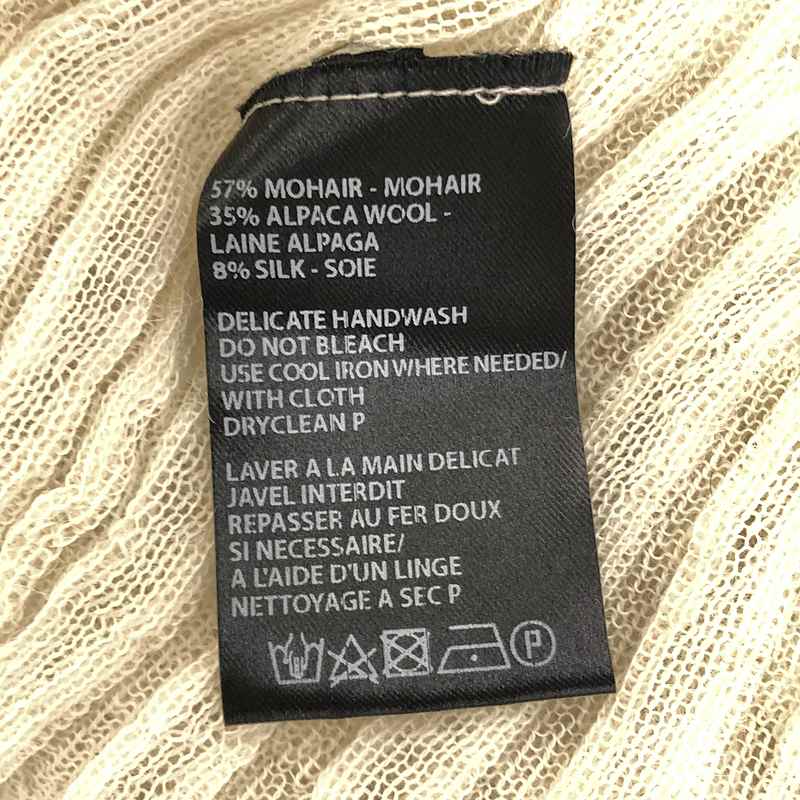 57% MOHAIR - MOHAIR
35% ALPACA WOOL -
LAINE ALPAGA
8% SILK - SOIE
DELICATE HANDWASH
DO NOT BLEACH
USE COOL IRON WHERE NEEDED/
WITH CLOTH
DRYCLEAN P
LAVER A LA MAIN DELICAT
JAVEL INTERDIT
REPASSER AU FER DOUX
SI NECESSAIRE/
A L'AIDE D'UN LINGE
NETTOYAGE A SEC P
P